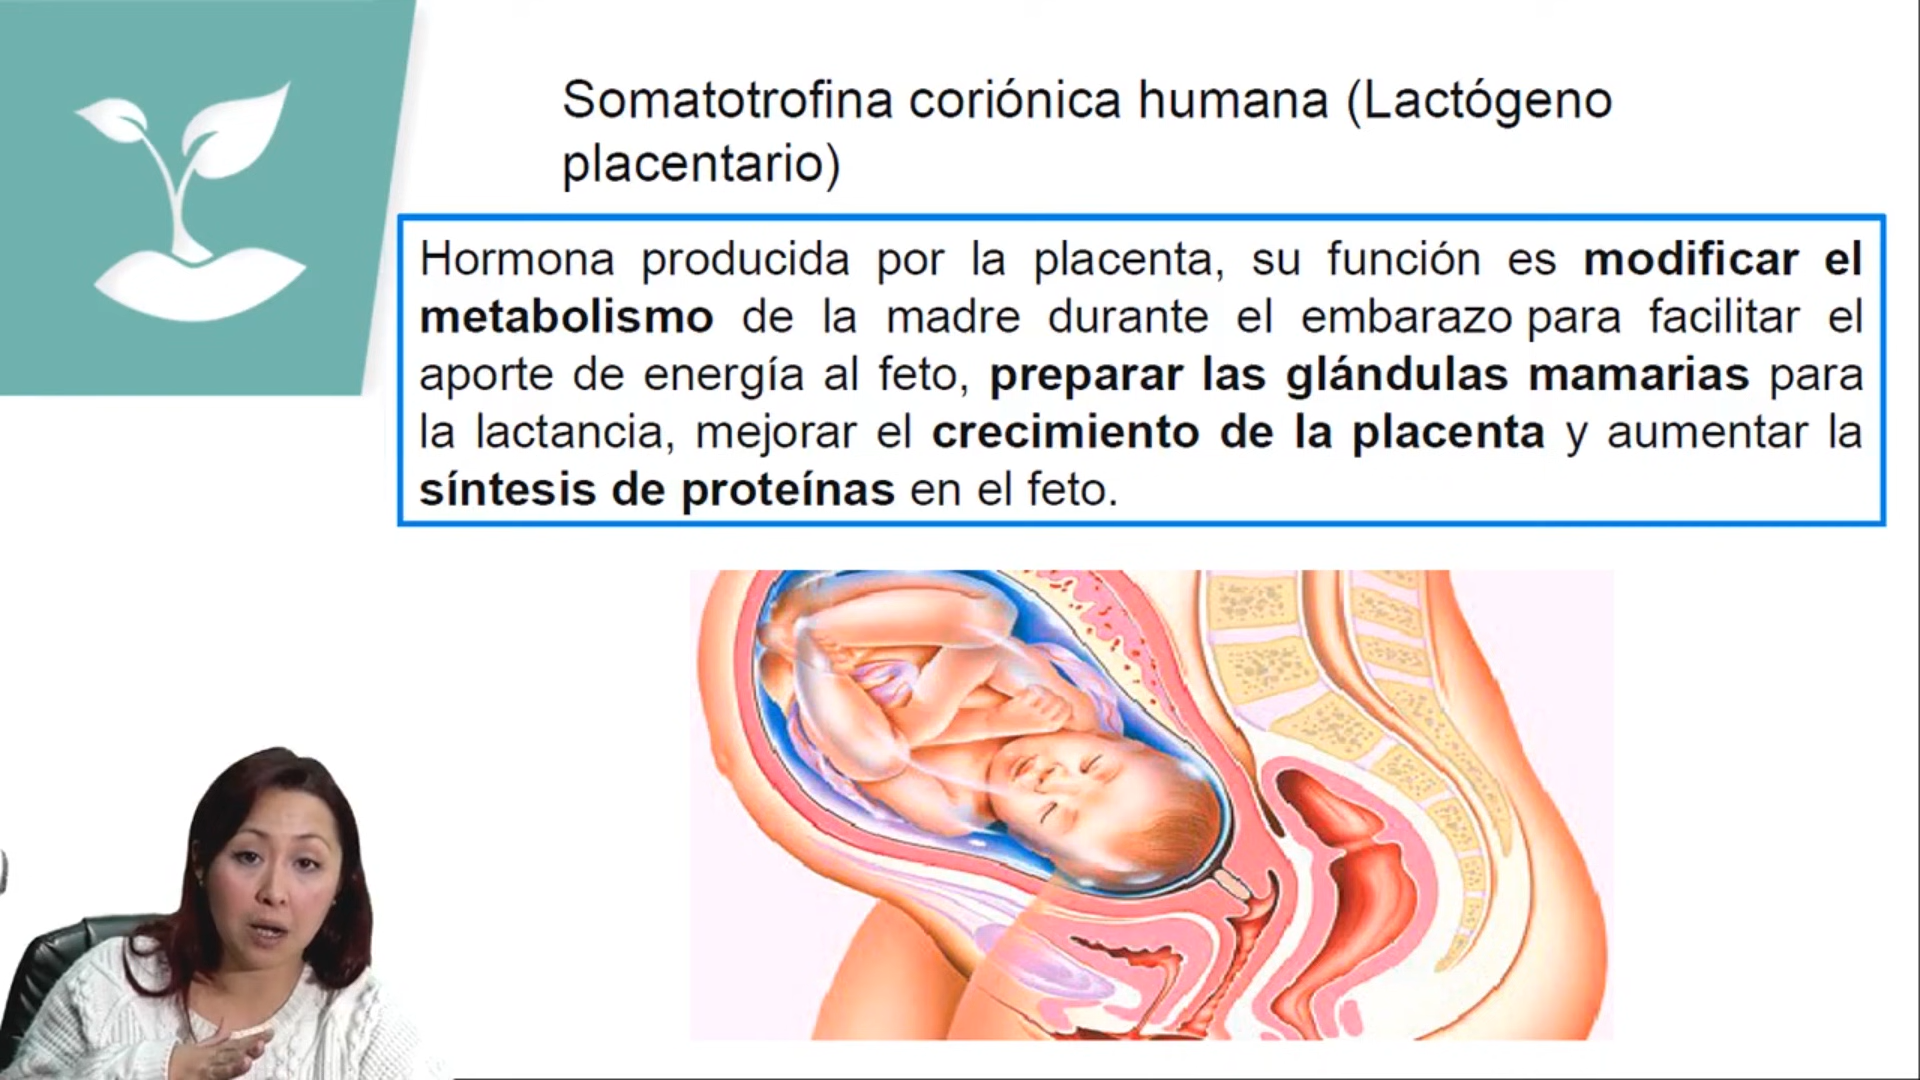 Somatotrofina coriónica humana (Lactógeno
placentario)
Hormona producida por la placenta, su función es modificar el
metabolismo de la madre durante el embarazo para facilitar el
aporte de energía al feto, preparar las glándulas mamarias para
la lactancia, mejorar el crecimiento de la placenta y aumentar la
síntesis de proteínas en el feto.